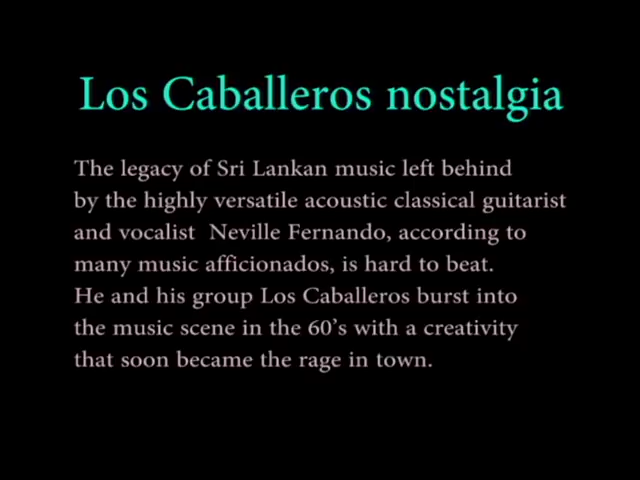 Los Caballeros nostalgia
The legacy of Sri Lankan music left behind
by the highly versatile acoustic classical guitarist
and vocalist  Neville Fernando, according to
many music afficionados, is hard to beat.
He and his group Los Caballeros burst into
the music scene in the 60’s with a creativity
that soon became the rage in town.